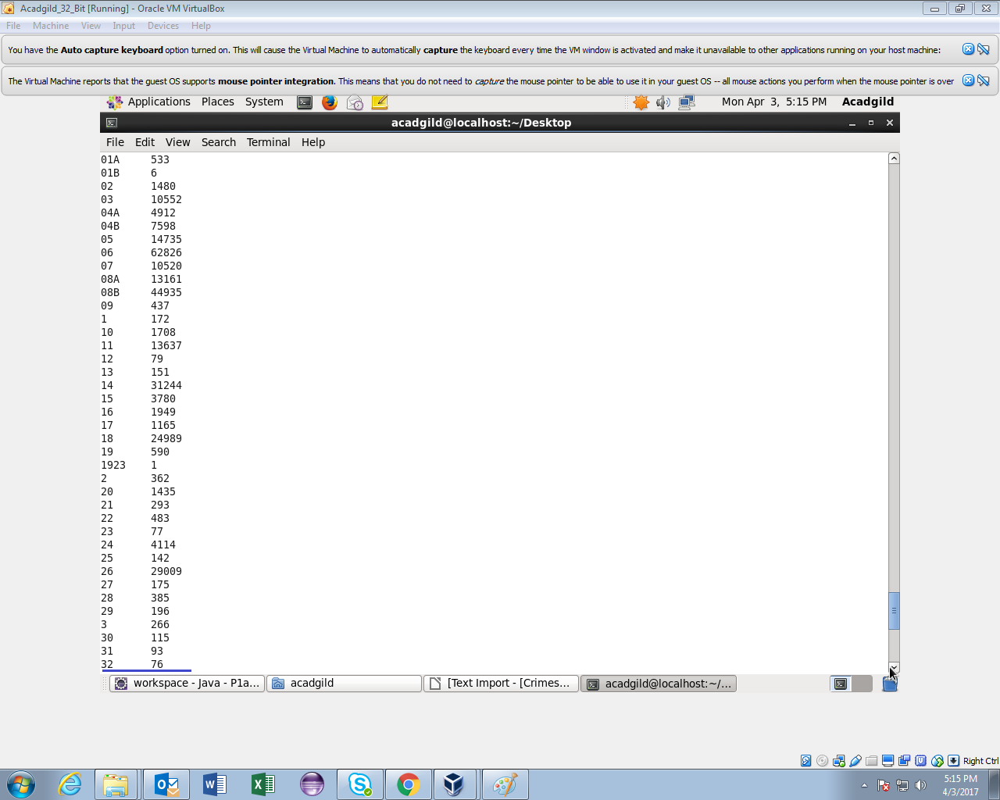 Acadgild_32_Bit [Running] - Oracle VM VirtualBox
File Machine View Input Devices Help
You have the Auto capture keyboard option turned on. This will cause the Virtual Machine to automatically capture the keyboard every time the VM window is activated and make it unavailable to other applications running on your host machine:
The Virtual Machine reports that the guest OS supports mouse pointer integration. This means that you do not need to capture the mouse pointer to be able to use it in your guest OS -- all mouse actions you perform when the mouse pointer is over
Applications Places System Mon Apr 3, 5:15 PM Acadgild
acadgild@localhost:~/Desktop
File Edit View Search Terminal Help
01A 533
01B 6
02 1480
03 10552
04A 4912
04B 7598
05 14735
06 62826
07 10520
08A 13161
08B 44935
09 437
1 172
10 1708
11 13637
12 79
13 151
14 31244
15 3780
16 1949
17 1165
18 24989
19 590
1923 1
2 362
20 1435
21 293
22 483
23 77
24 4114
25 142
26 29009
27 175
28 385
29 196
3 266
30 115
31 93
32 76
workspace - Java - P1a... acadgild [Text Import - [Crimes... acadgild@localhost:~/...
Right Ctrl
5:15 PM
4/3/2017